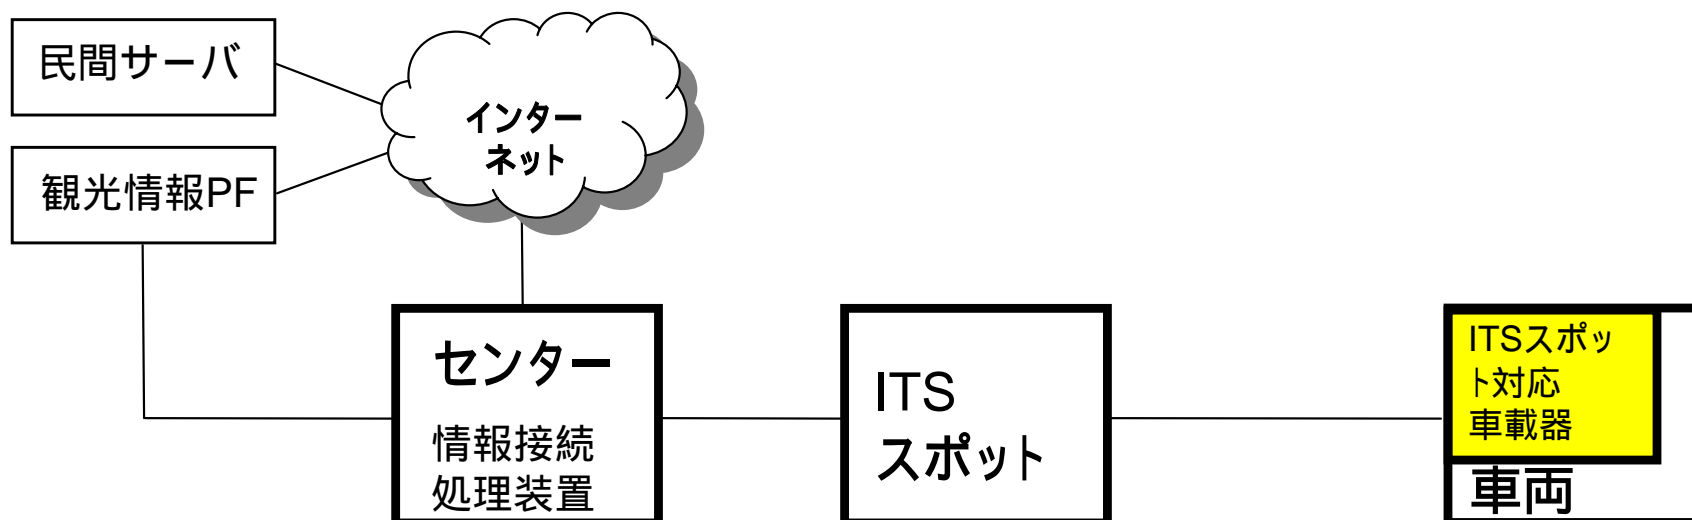 民間サーバ
インター
ネット
観光情報PF
センター
情報接続
処理装置
ITS
スポット
ITSスポッ
ト対応
車載器
車両